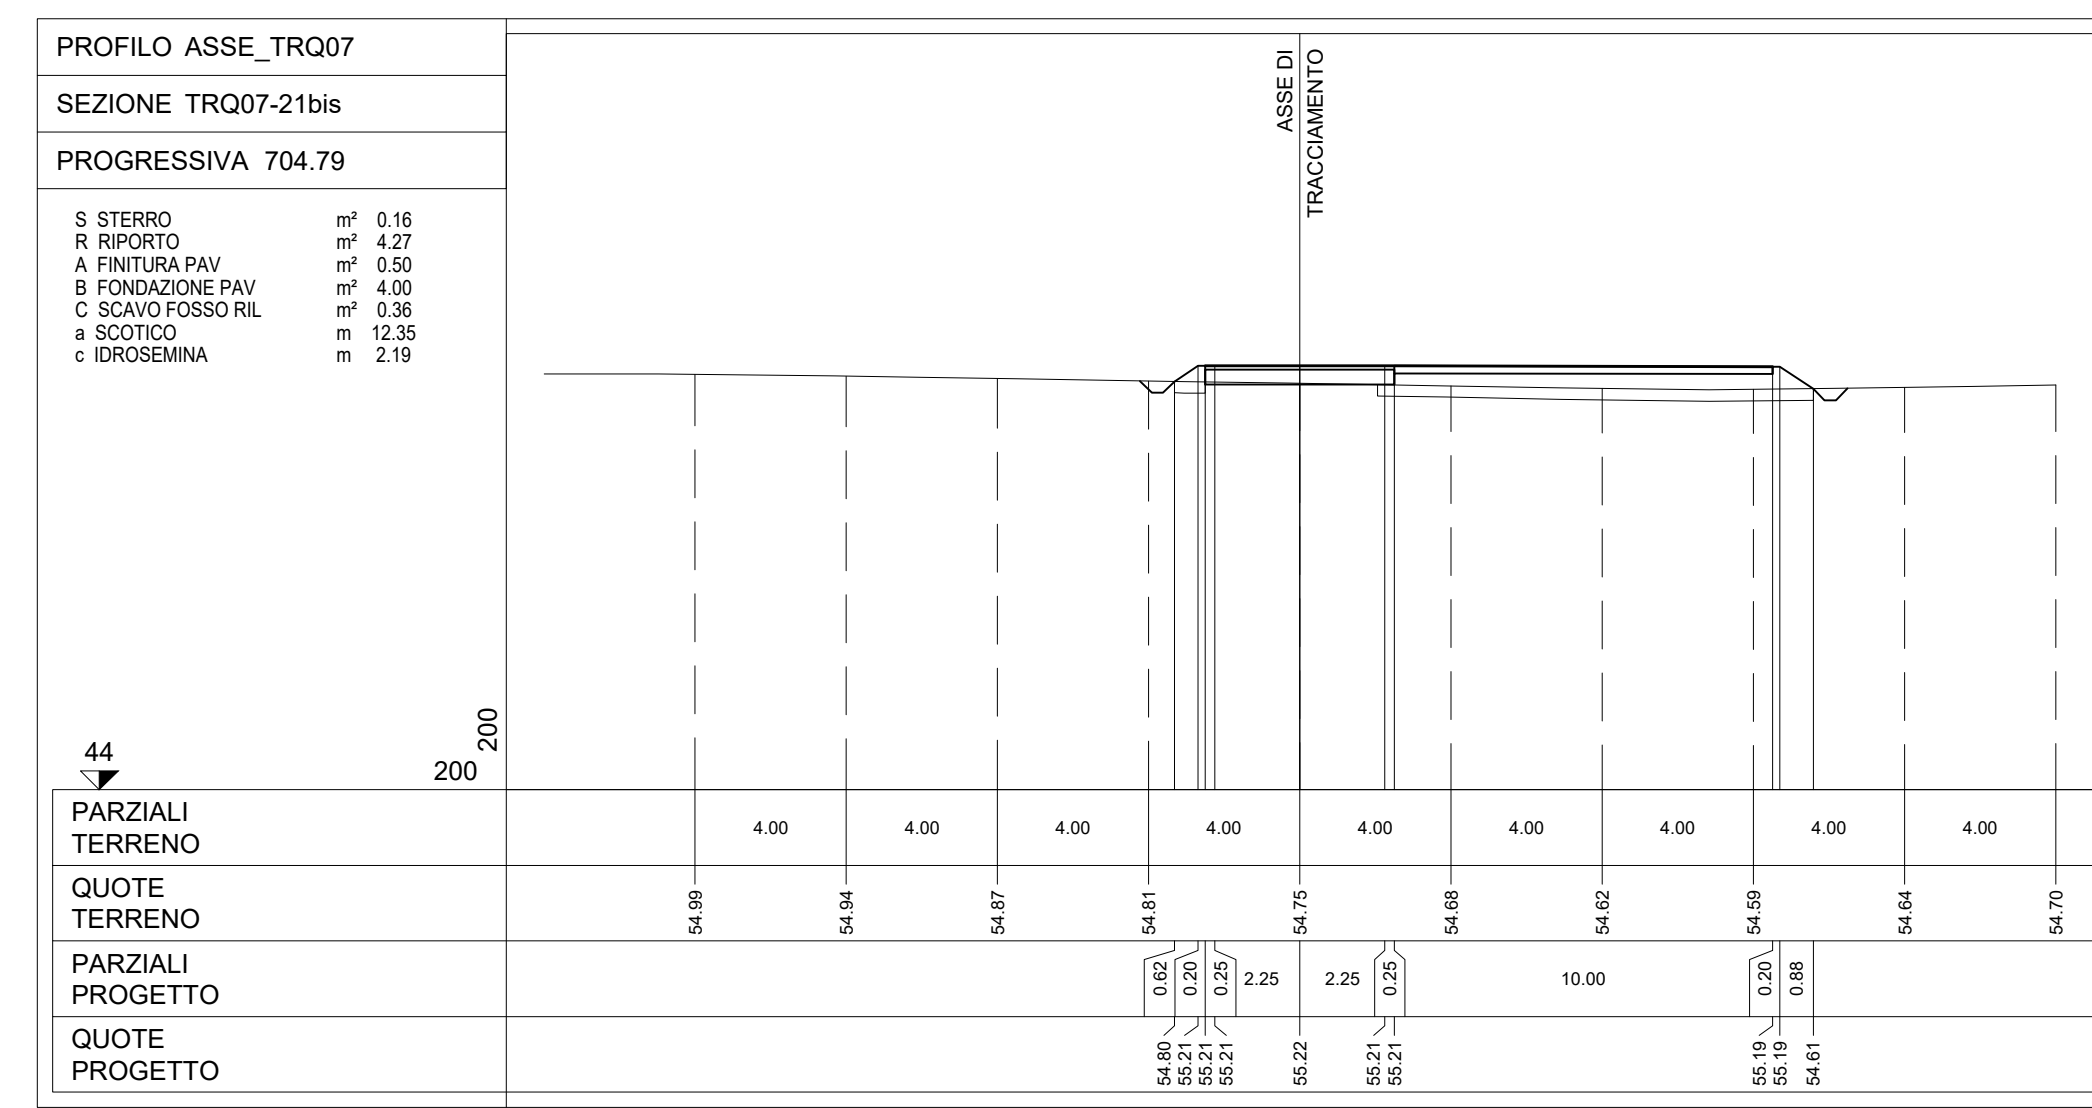 PROFILO ASSE_TRQ07
SEZIONE TRQ07-21bis
PROGRESSIVA 704.79
S STERRO m² 0.16
R RIPORTO m² 4.27
A FINITURA PAV m² 0.50
B FONDAZIONE PAV m² 4.00
C SCAVO FOSSO RIL m² 0.36
a SCOTICO m 12.35
c IDROSEMINA m 2.19
ASSE DI
TRACCIAMENTO
44
200
200
PARZIALI
TERRENO
4.00 4.00 4.00 4.00 4.00 4.00 4.00 4.00 4.00
QUOTE
TERRENO
54.99 54.94 54.87 54.81 54.75 54.68 54.62 54.59 54.64 54.70
PARZIALI
PROGETTO
0.62 0.20 0.25 2.25 2.25 0.25 10.00 0.20 0.88
QUOTE
PROGETTO
54.80 55.21 55.21 55.21 55.22 55.21 55.21 55.19 55.19 54.61